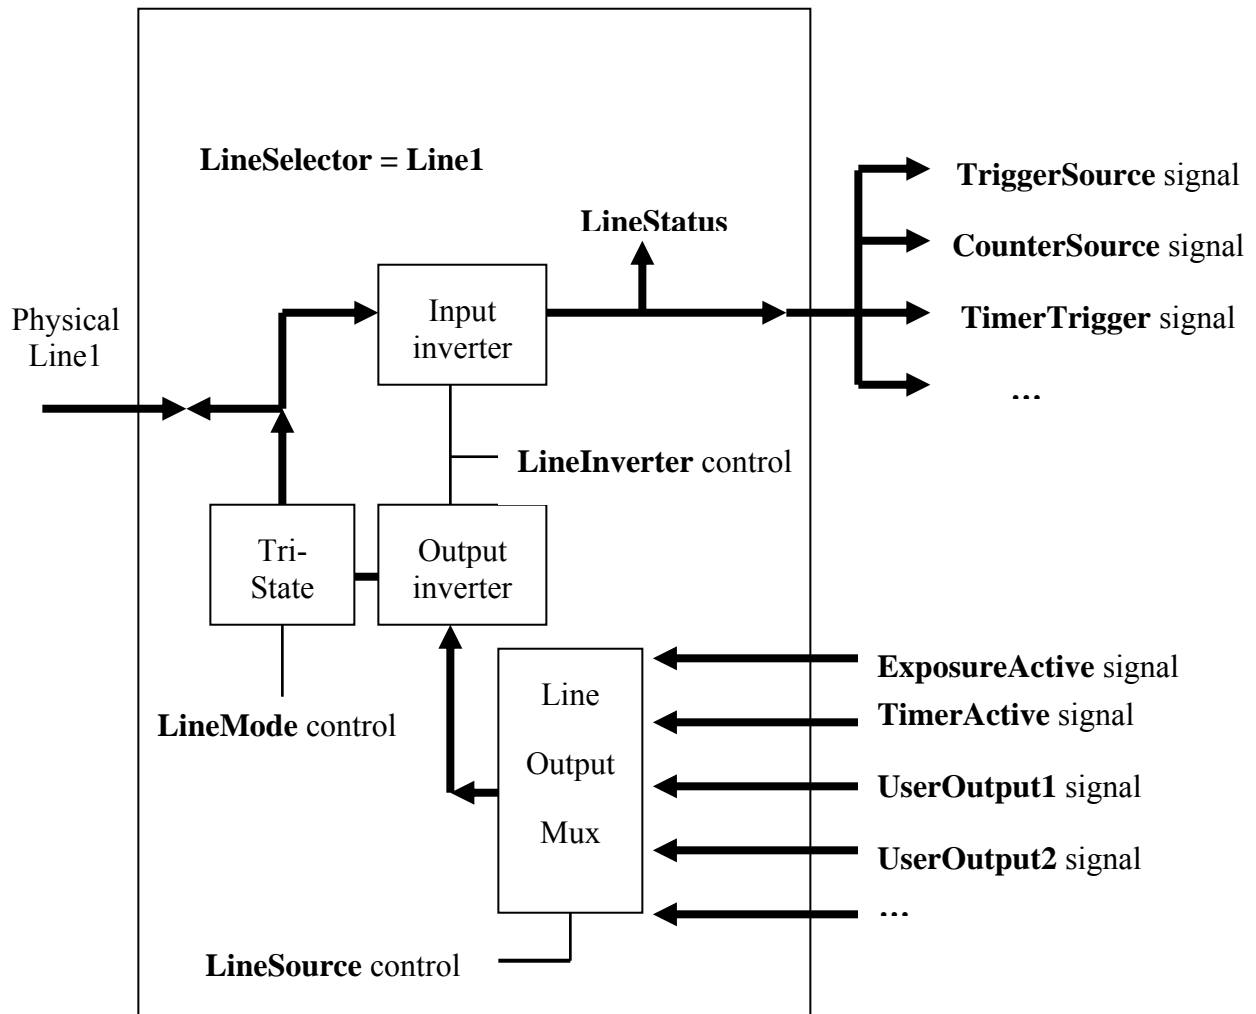 LineSelector = Line1
TriggerSource signal
LineStatus
CounterSource signal
Physical
Line1
Input
inverter
TimerTrigger signal
...
LineInverter control
Tri-
State
Output
inverter
LineMode control
Line
Output
Mux
ExposureActive signal
TimerActive signal
UserOutput1 signal
UserOutput2 signal
...
LineSource control